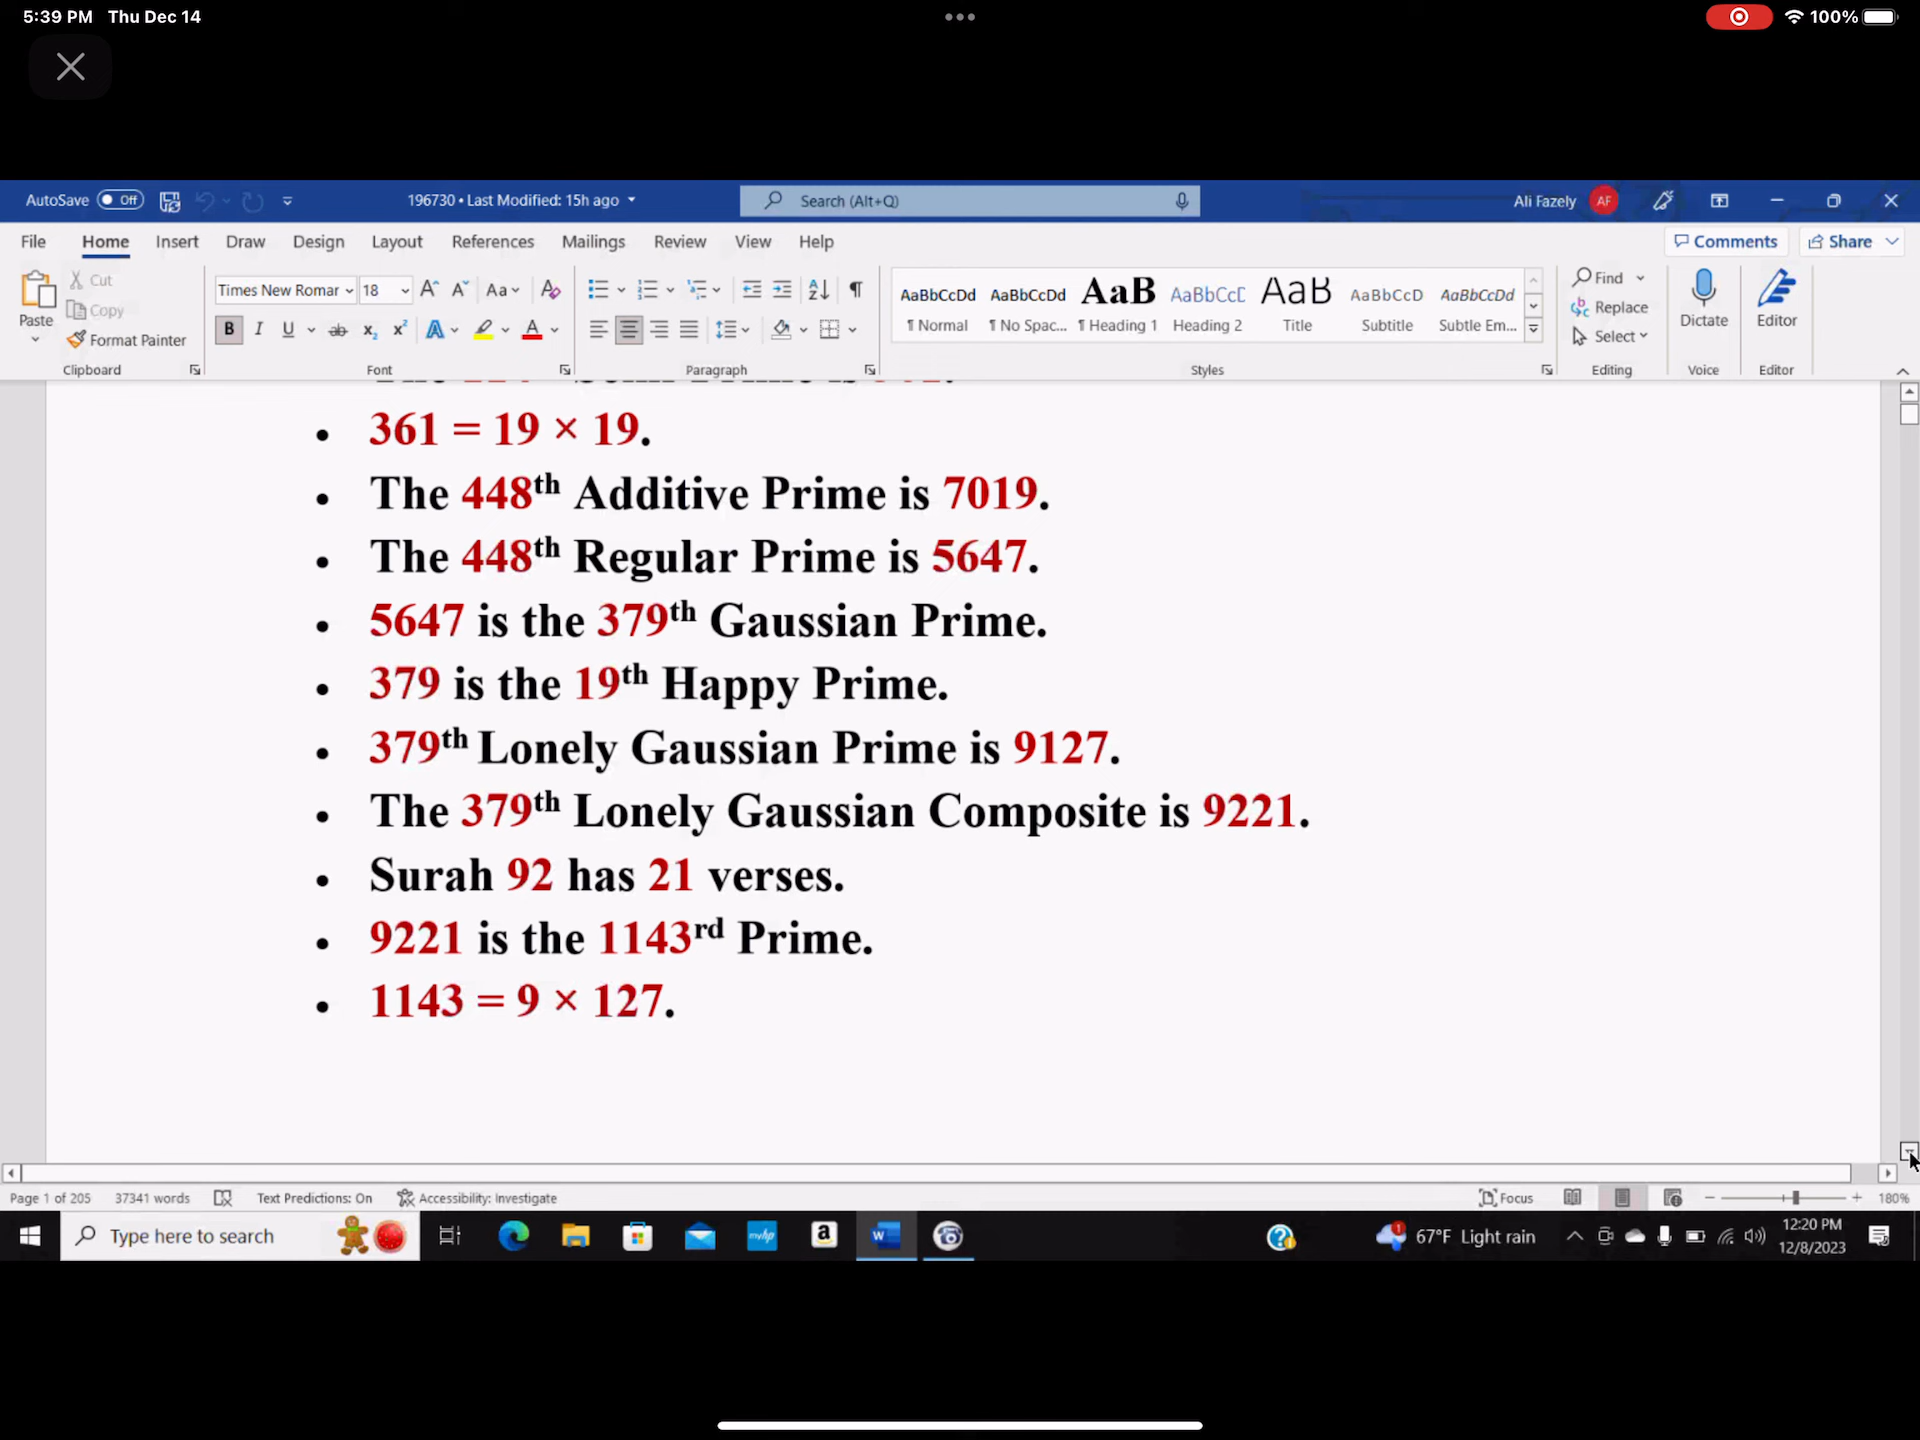 5:39 PM Thu Dec 14
100%
AutoSave Off
196730 • Last Modified: 15h ago
Search (Alt+Q)
Ali Fazely AF
File Home Insert Draw Design Layout References Mailings Review View Help
Comments Share
Paste
Cut
Copy
Format Painter
Clipboard
Times New Romar 18
Font
Paragraph
AaBbCcDd AaBbCcDd AaB AaBbCcD AaB AaBbCcD AaBbCcDd
¶ Normal ¶ No Spac... ¶ Heading 1 Heading 2 Title Subtitle Subtle Em...
Styles
Find
Replace
Select
Editing
Dictate
Voice
Editor
Editor
• 361 = 19 × 19.
• The 448th Additive Prime is 7019.
• The 448th Regular Prime is 5647.
• 5647 is the 379th Gaussian Prime.
• 379 is the 19th Happy Prime.
• 379th Lonely Gaussian Prime is 9127.
• The 379th Lonely Gaussian Composite is 9221.
• Surah 92 has 21 verses.
• 9221 is the 1143rd Prime.
• 1143 = 9 × 127.
Page 1 of 205 37341 words Text Predictions: On Accessibility: Investigate
Focus
180%
Type here to search
67°F Light rain
12:20 PM
12/8/2023